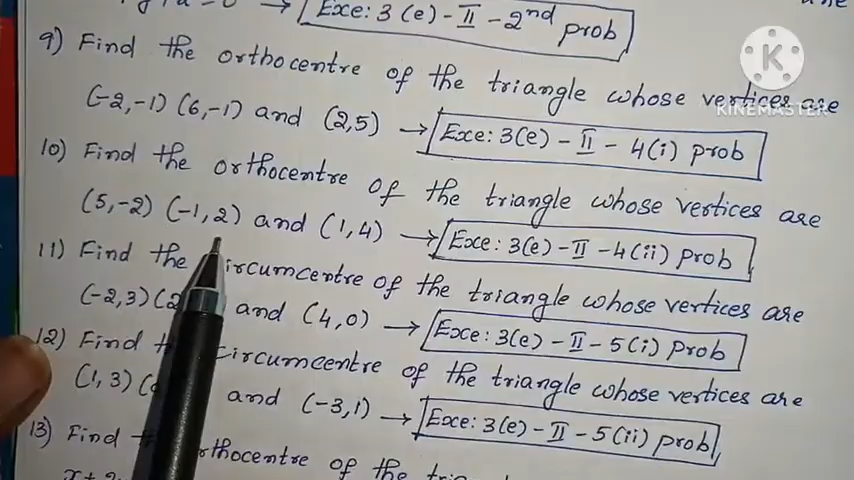 → Exe: 3(e) - II - 2nd prob
K
KINEMASTER
9) Find the orthocentre of the triangle whose vertices are
(-2,-1) (6,-1) and (2,5) → Exe: 3(e) - II - 4(i) prob
10) Find the orthocentre of the triangle whose vertices are
(5,-2) (-1,2) and (1,4) → Exe: 3(e) - II - 4(ii) prob
11) Find the circumcentre of the triangle whose vertices are
(-2,3) (2 and (4,0) → Exe: 3(e) - II - 5(i) prob
12) Find circumcentre of the triangle whose vertices are
(1,3) and (-3,1) → Exe: 3(e) - II - 5(ii) prob
13) Find orthocentre of the